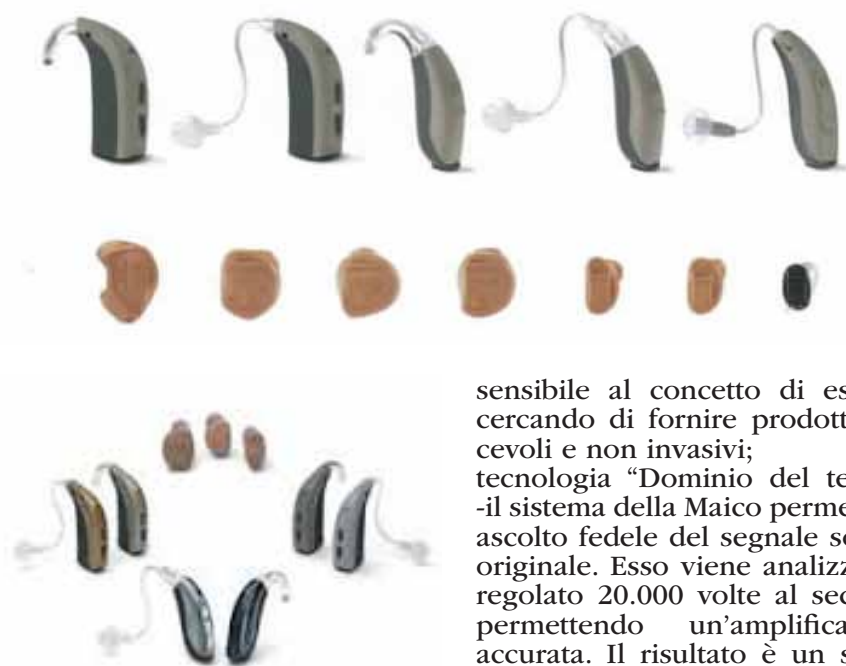 sensibile al concetto di es
cercando di fornire prodott
cevoli e non invasivi;
tecnologia “Dominio del te
-il sistema della Maico perme
ascolto fedele del segnale so
originale. Esso viene analizz
regolato 20.000 volte al sec
permettendo un’amplifica
accurata. Il risultato è un s